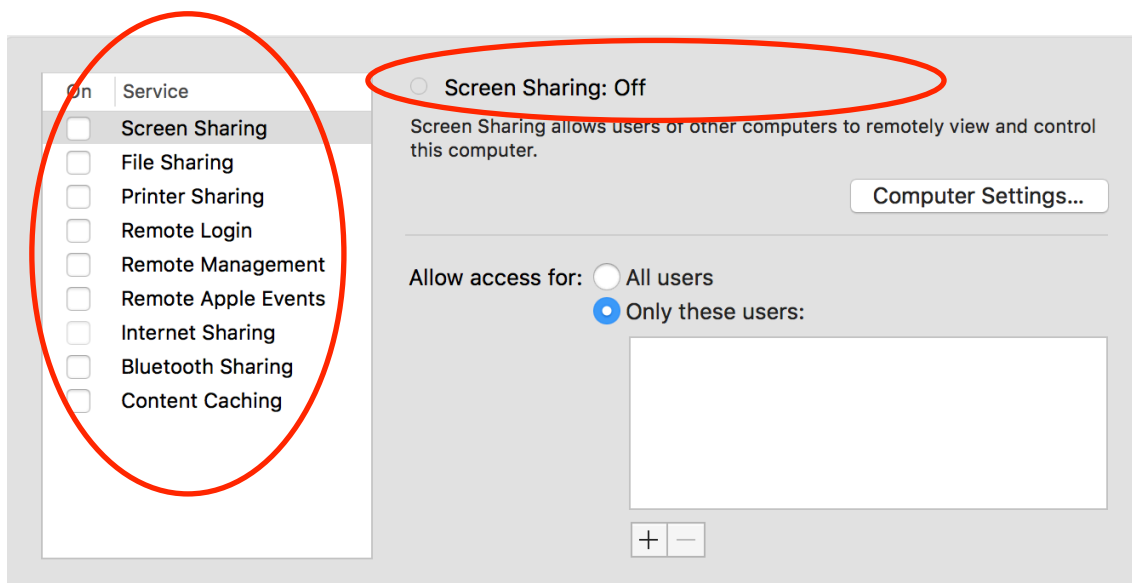 On Service
Screen Sharing
File Sharing
Printer Sharing
Remote Login
Remote Management
Remote Apple Events
Internet Sharing
Bluetooth Sharing
Content Caching
Screen Sharing: Off
Screen Sharing allows users of other computers to remotely view and control
this computer.
Computer Settings...
Allow access for: All users
Only these users: